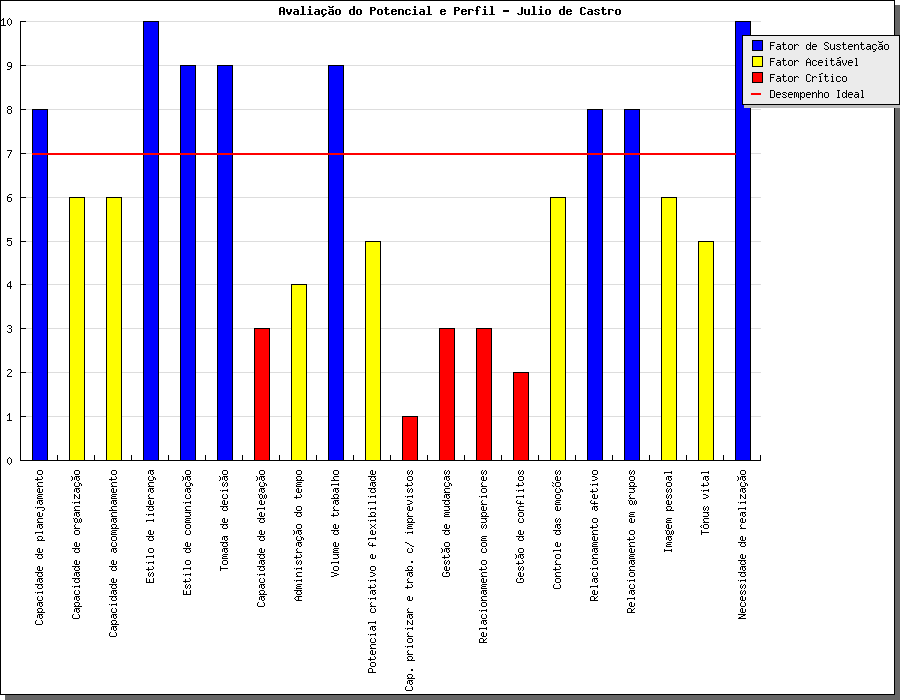 Avaliação do Potencial e Perfil - Julio de Castro
10
9
8
7
6
5
4
3
2
1
0
Fator de Sustentação
Fator Aceitável
Fator Crítico
Desempenho Ideal
Capacidade de planejamento
Capacidade de organização
Capacidade de acompanhamento
Estilo de liderança
Estilo de comunicação
Tomada de decisão
Capacidade de delegação
Administração do tempo
Volume de trabalho
Potencial criativo e flexibilidade
Cap. priorizar e trab. c/ imprevistos
Gestão de mudanças
Relacionamento com superiores
Gestão de conflitos
Controle das emoções
Relacionamento afetivo
Relacionamento em grupos
Imagem pessoal
Tônus vital
Necessidade de realização